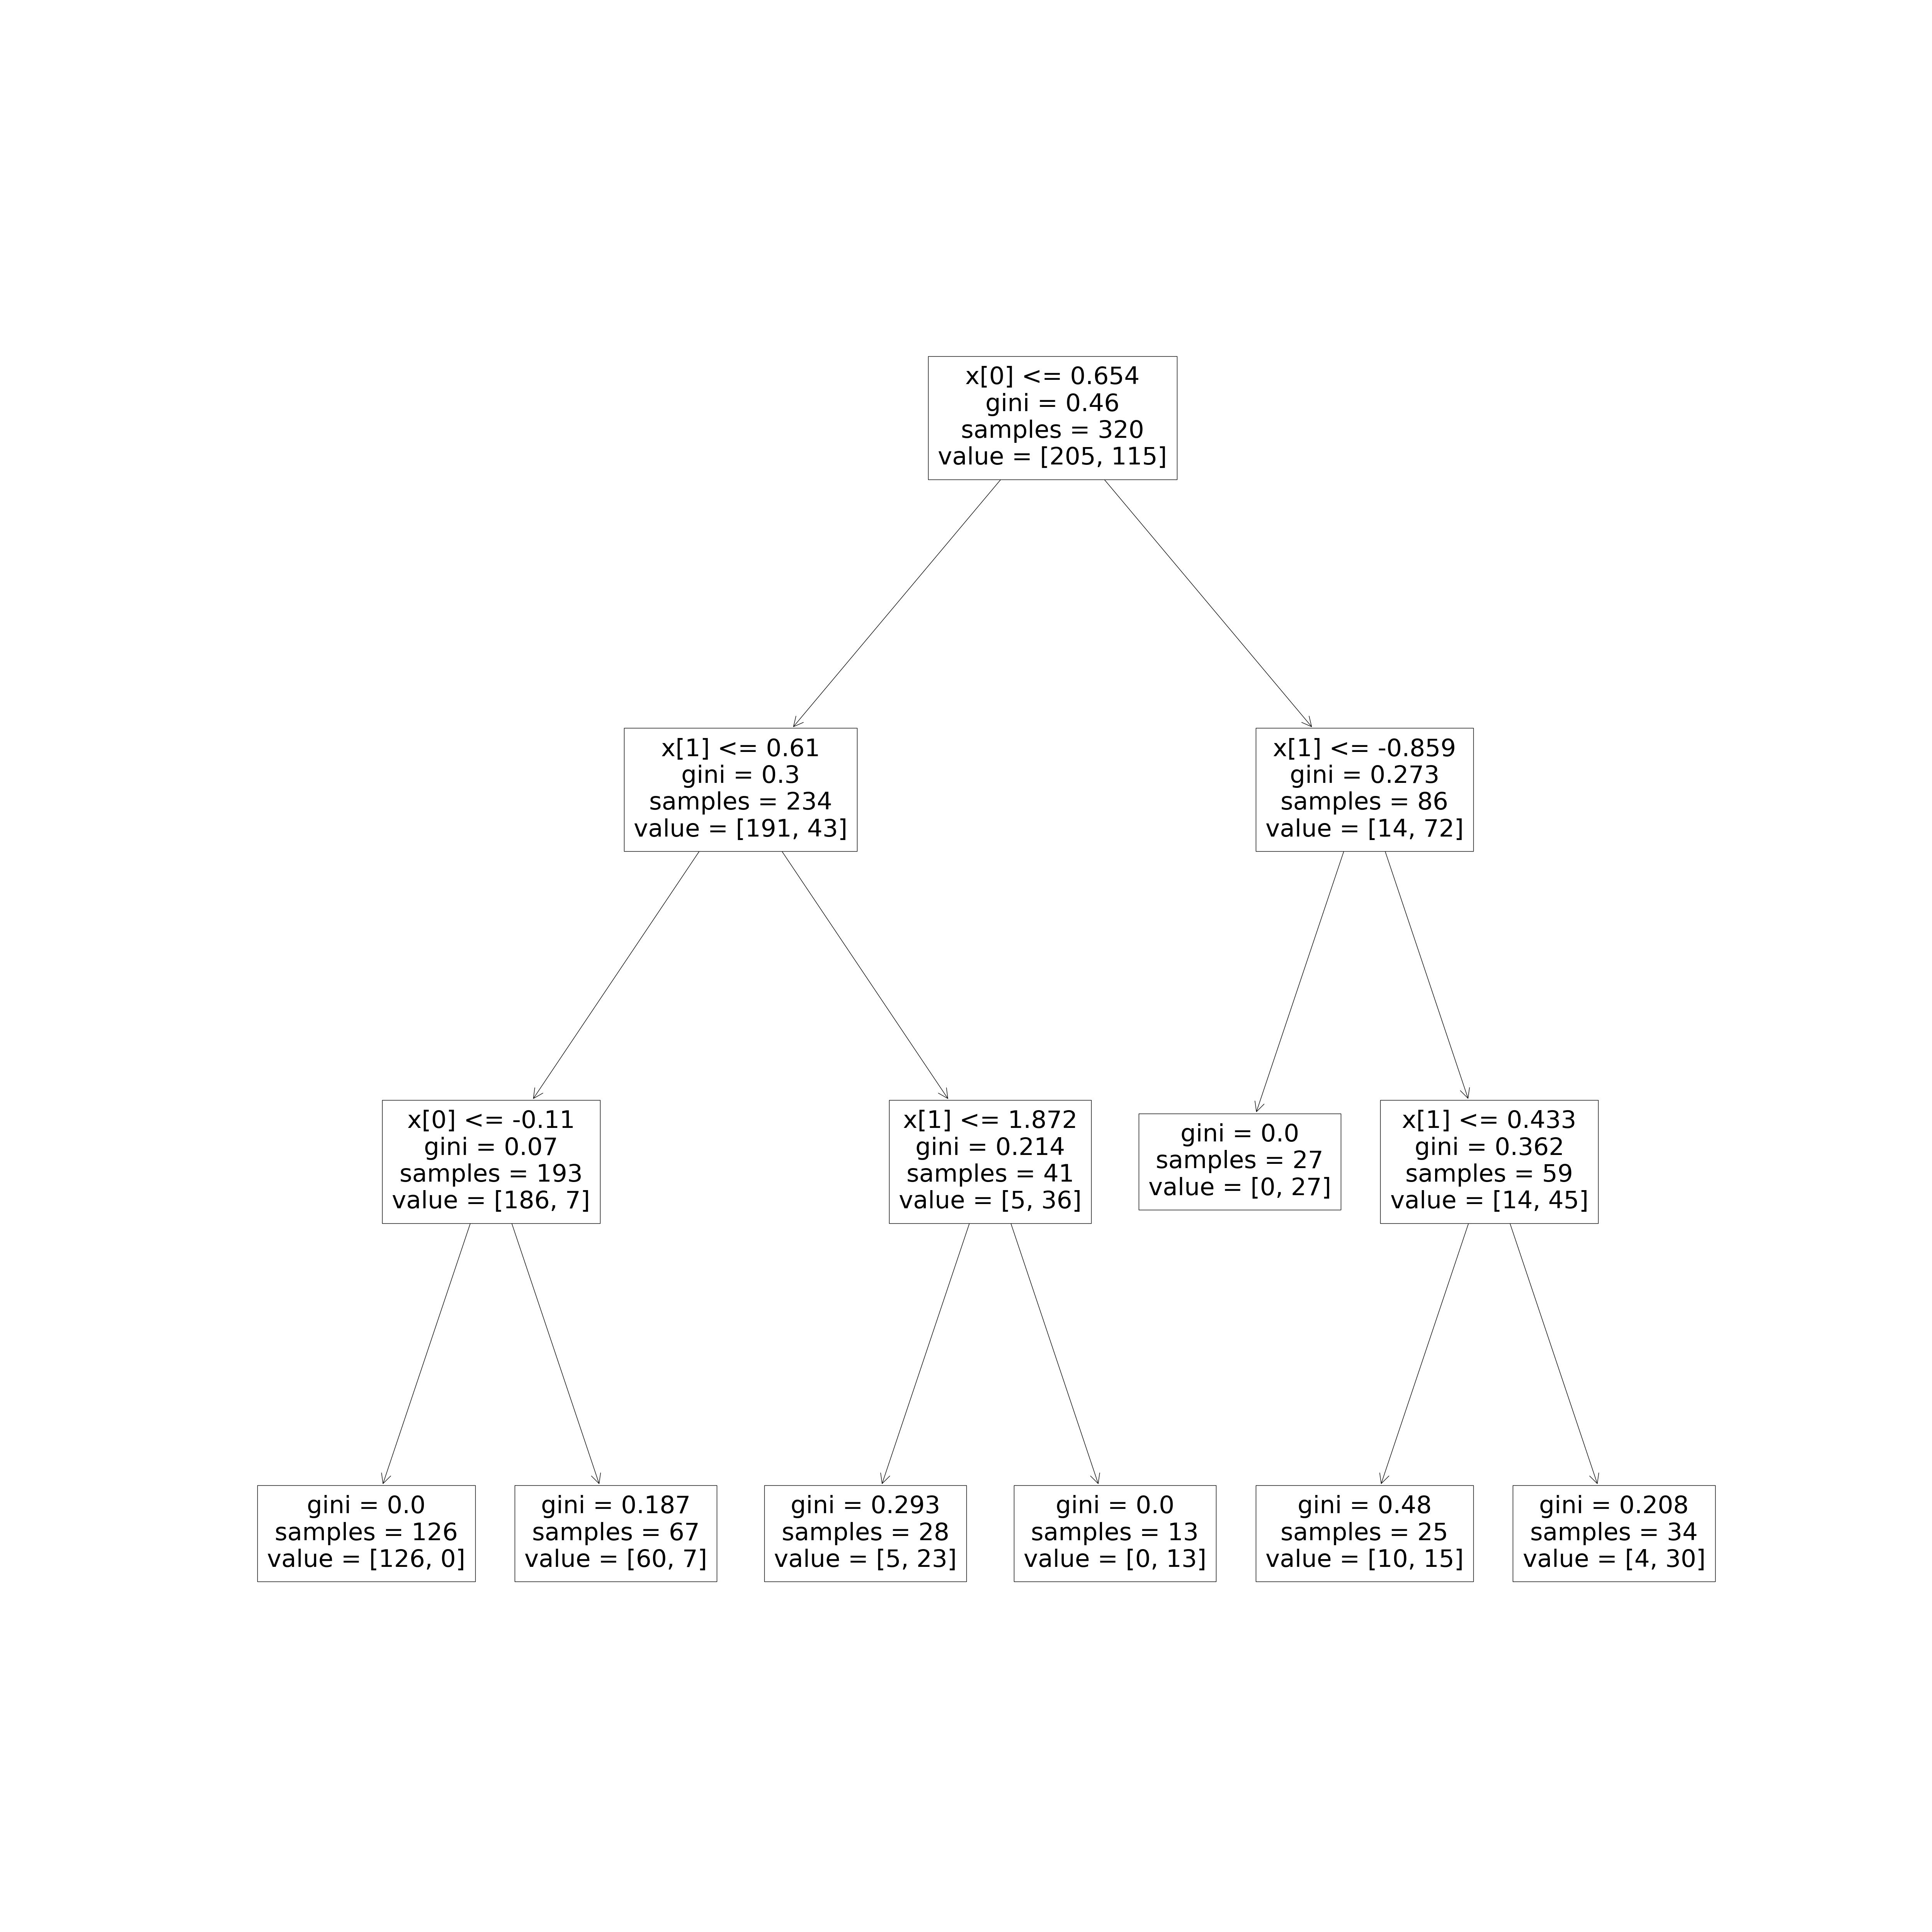 x[0] <= 0.654
gini = 0.46
samples = 320
value = [205, 115]
x[1] <= 0.61
gini = 0.3
samples = 234
value = [191, 43]
x[1] <= -0.859
gini = 0.273
samples = 86
value = [14, 72]
x[0] <= -0.11
gini = 0.07
samples = 193
value = [186, 7]
x[1] <= 1.872
gini = 0.214
samples = 41
value = [5, 36]
gini = 0.0
samples = 27
value = [0, 27]
x[1] <= 0.433
gini = 0.362
samples = 59
value = [14, 45]
gini = 0.0
samples = 126
value = [126, 0]
gini = 0.187
samples = 67
value = [60, 7]
gini = 0.293
samples = 28
value = [5, 23]
gini = 0.0
samples = 13
value = [0, 13]
gini = 0.48
samples = 25
value = [10, 15]
gini = 0.208
samples = 34
value = [4, 30]